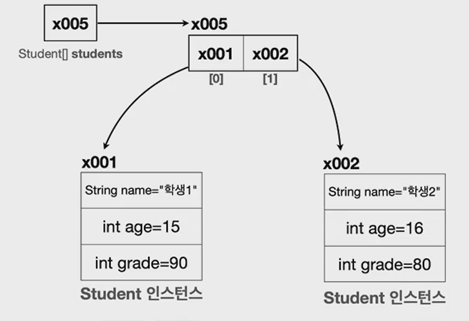 x005
Student[] students
x005
x001 x002
[0] [1]
x001
String name="학생1"
int age=15
int grade=90
Student 인스턴스
x002
String name="학생2"
int age=16
int grade=80
Student 인스턴스